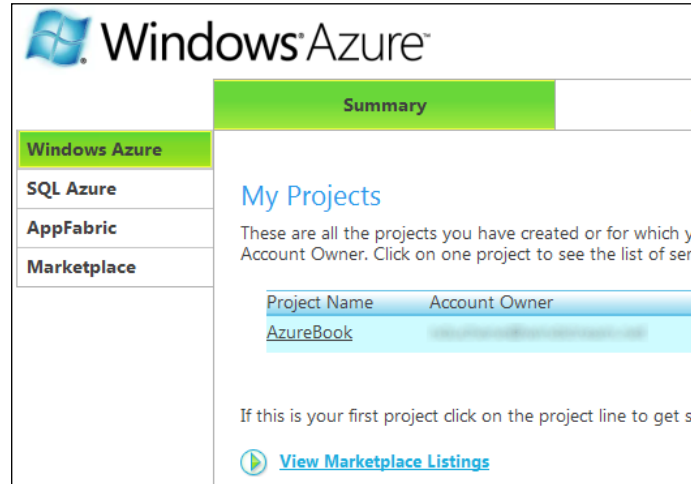 Windows Azure™
Summary
Windows Azure
SQL Azure
AppFabric
Marketplace
My Projects
These are all the projects you have created or for which y
Account Owner. Click on one project to see the list of ser
Project Name Account Owner
AzureBook
If this is your first project click on the project line to get s
View Marketplace Listings